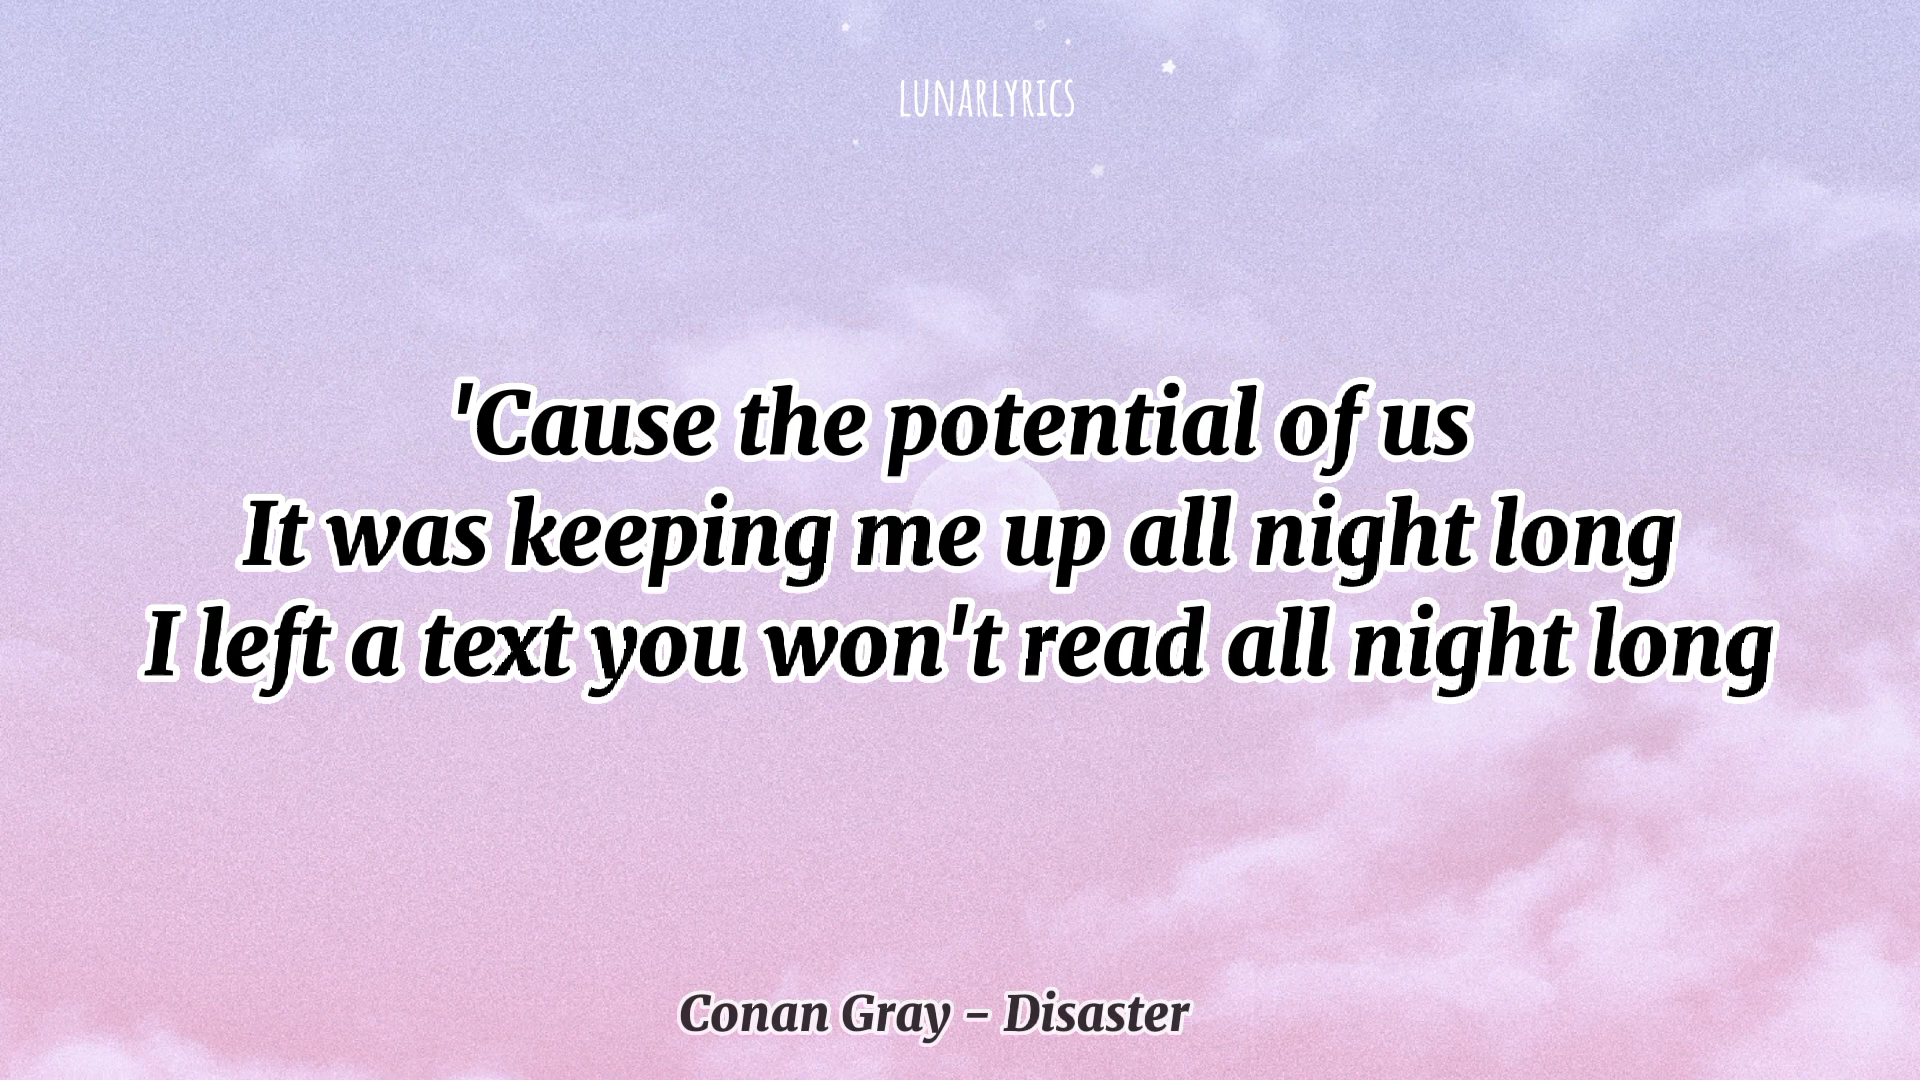 LUNARLYRICS
'Cause the potential of us
It was keeping me up all night long
I left a text you won't read all night long
Conan Gray – Disaster